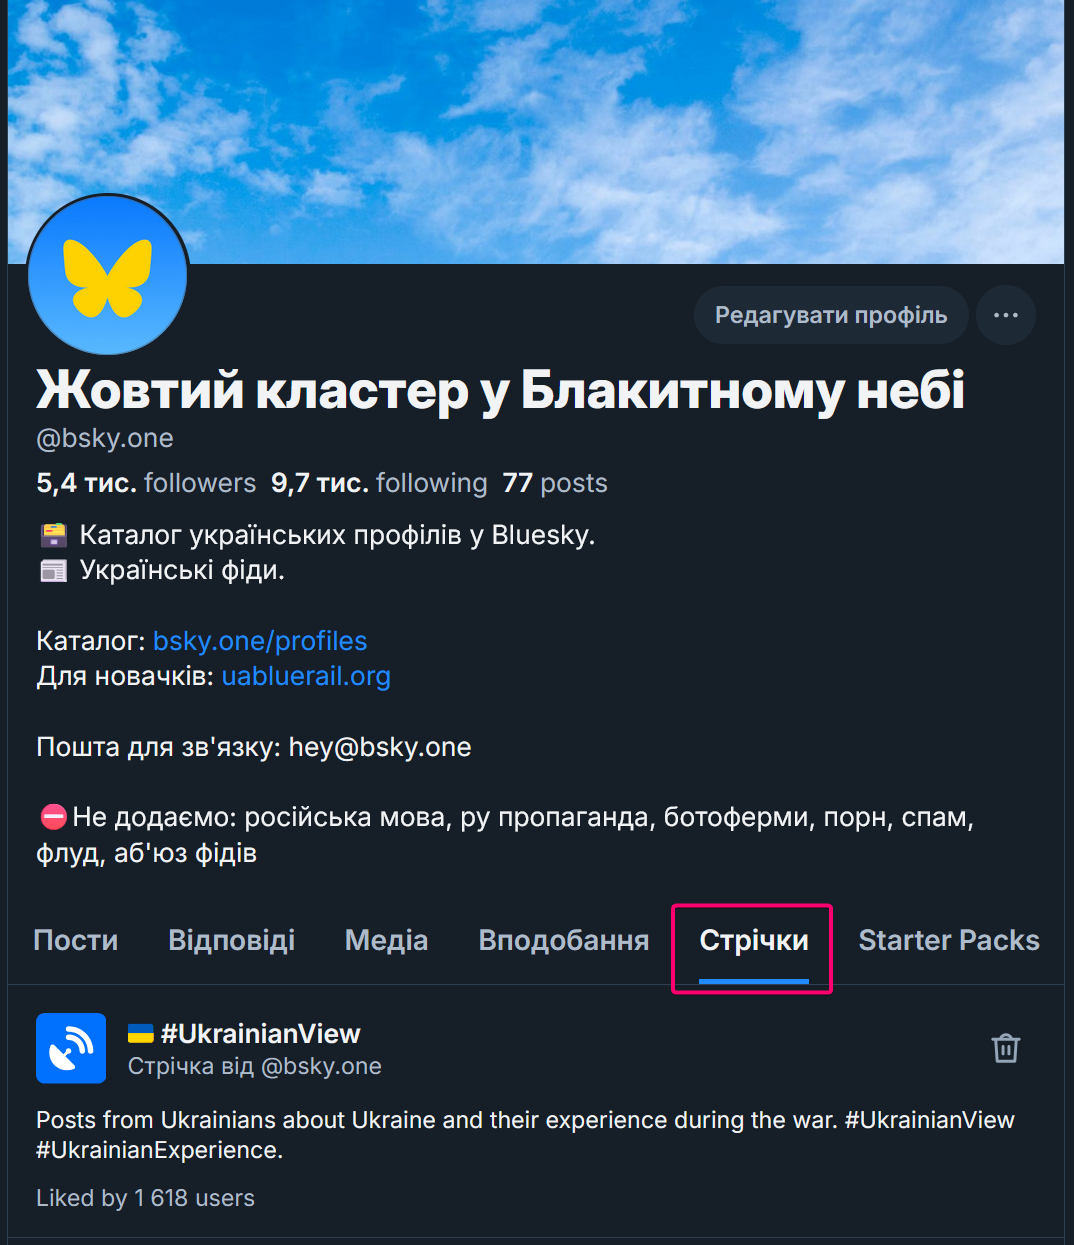 Редагувати профіль
Жовтий кластер у Блакитному небі
@bsky.one
5,4 тис. followers 9,7 тис. following 77 posts
Каталог українських профілів у Bluesky.
Українські фіди.
Каталог: bsky.one/profiles
Для новачків: uabluerail.org
Пошта для зв'язку: hey@bsky.one
Не додаємо: російська мова, ру пропаганда, ботоферми, порн, спам,
флуд, аб'юз фідів
Пости Відповіді Медіа Вподобання Стрічки Starter Packs
#UkrainianView
Стрічка від @bsky.one
Posts from Ukrainians about Ukraine and their experience during the war. #UkrainianView
#UkrainianExperience.
Liked by 1 618 users